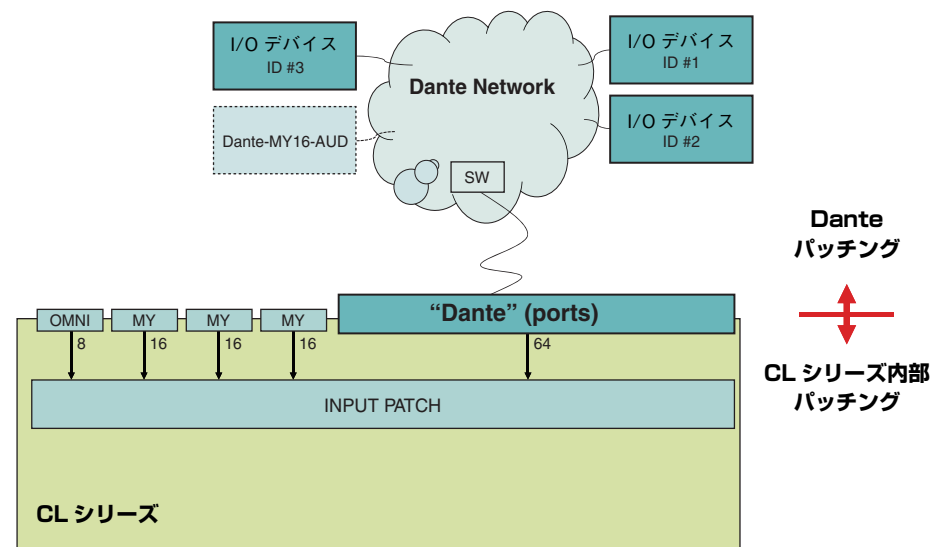 I/O デバイス
ID #3
Dante-MY16-AUD
Dante Network
SW
I/O デバイス
ID #1
I/O デバイス
ID #2
Dante
パッチング
CL シリーズ内部
パッチング
OMNI
MY
MY
MY
“Dante” (ports)
8
16
16
16
64
INPUT PATCH
CL シリーズ